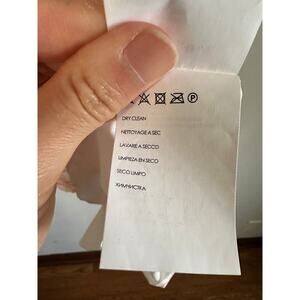 P
DRY CLEAN
NETTOYAGE A SEC
LAVARE A SECCO
LIMPIEZA EN SECO
SECO LIMPO
ХИМЧИСТКА